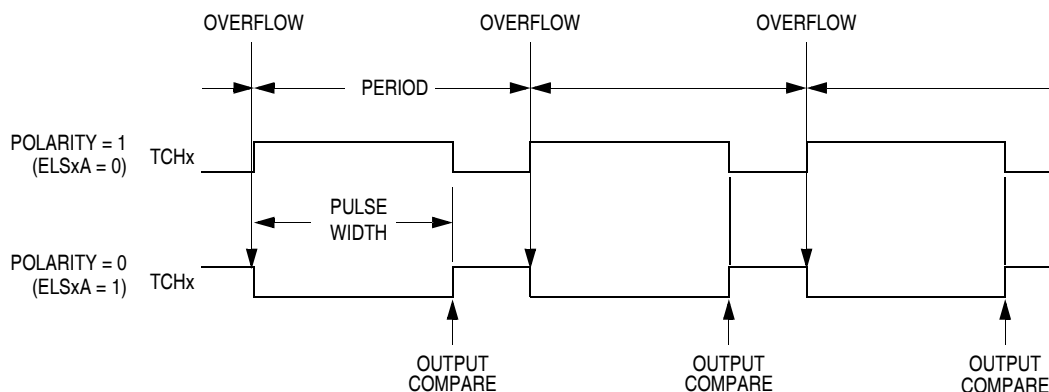 OVERFLOW OVERFLOW OVERFLOW
PERIOD
POLARITY = 1
(ELSxA = 0)
TCHx
PULSE
WIDTH
POLARITY = 0
(ELSxA = 1)
TCHx
OUTPUT
COMPARE
OUTPUT
COMPARE
OUTPUT
COMPARE